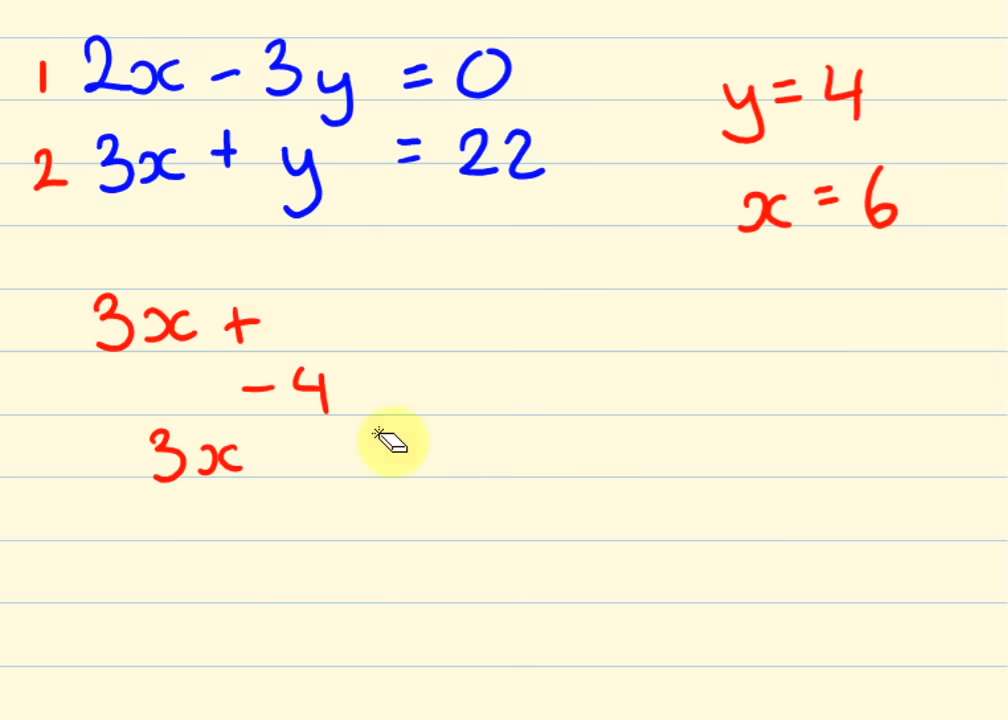 1 2x - 3y = 0
2 3x + y = 22
y = 4
x = 6
3x +
- 4
3x